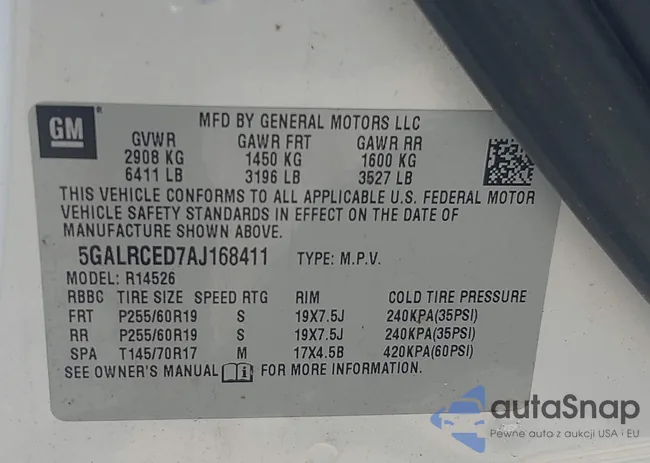 GM ®
MFD BY GENERAL MOTORS LLC
GVWR GAWR FRT GAWR RR
2908 KG 1450 KG 1600 KG
6411 LB 3196 LB 3527 LB
THIS VEHICLE CONFORMS TO ALL APPLICABLE U.S. FEDERAL MOTOR
VEHICLE SAFETY STANDARDS IN EFFECT ON THE DATE OF
MANUFACTURE SHOWN ABOVE.
5GALRCED7AJ168411 TYPE: M.P.V.
MODEL: R14526
RBBC TIRE SIZE SPEED RTG RIM COLD TIRE PRESSURE
FRT P255/60R19 S 19X7.5J 240KPA(35PSI)
RR P255/60R19 S 19X7.5J 240KPA(35PSI)
SPA T145/70R17 M 17X4.5B 420KPA(60PSI)
SEE OWNER'S MANUAL i FOR MORE INFORMATION.
autaSnap
Pewne auta z aukcji USA i EU